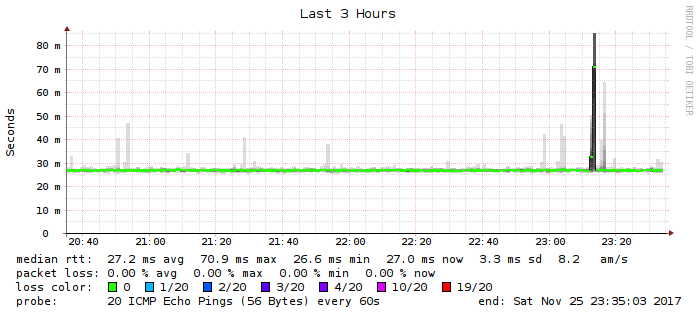 Last 3 Hours
RRDTOOL / TOBI OETIKER
Seconds
80 m
70 m
60 m
50 m
40 m
30 m
20 m
10 m
0
20:40 21:00 21:20 21:40 22:00 22:20 22:40 23:00 23:20
median rtt: 27.2 ms avg 70.9 ms max 26.6 ms min 27.0 ms now 3.3 ms sd 8.2 am/s
packet loss: 0.00 % avg 0.00 % max 0.00 % min 0.00 % now
loss color: 0 1/20 2/20 3/20 4/20 10/20 19/20
probe: 20 ICMP Echo Pings (56 Bytes) every 60s end: Sat Nov 25 23:35:03 2017